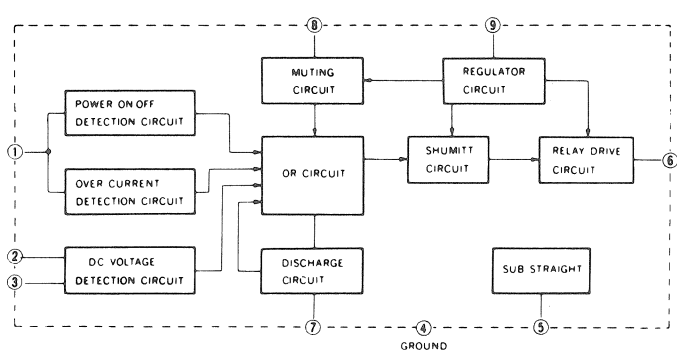 ⑧
⑨
MUTING
CIRCUIT
REGULATOR
CIRCUIT
POWER ON OFF
DETECTION CIRCUIT
①
OR CIRCUIT
SHUMITT
CIRCUIT
RELAY DRIVE
CIRCUIT
⑥
OVER CURRENT
DETECTION CIRCUIT
②
③
DC VOLTAGE
DETECTION CIRCUIT
DISCHARGE
CIRCUIT
SUB STRAIGHT
⑦
④
⑤
GROUND